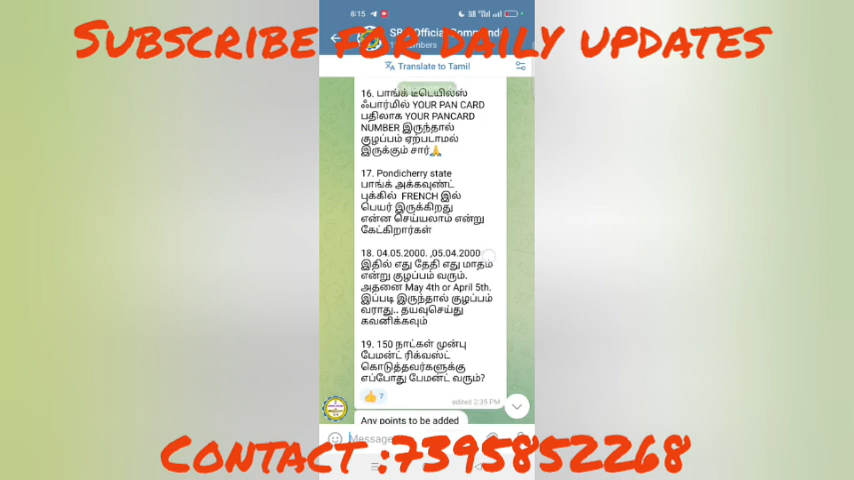 SUBSCRIBE FOR DAILY UPDATES
8:15
Translate to Tamil
16. பாங்க் டீடெயில்ஸ்
ஃபார்மில் YOUR PAN CARD
பதிலாக YOUR PANCARD
NUMBER இருந்தால்
குழப்பம் ஏற்படாமல்
இருக்கும் சார்🙏
17. Pondicherry state
பாங்க் அக்கவுண்ட்
புக்கில் FRENCH இல்
பெயர் இருக்கிறது
என்ன செய்யலாம் என்று
கேட்கிறார்கள்
18. 04.05.2000. ,05.04.2000
இதில் எது தேதி எது மாதம்
என்று குழப்பம் வரும்.
அதனை May 4th or April 5th.
இப்படி இருந்தால் குழப்பம்
வராது.. தயவுசெய்து
கவனிக்கவும்
19. 150 நாட்கள் முன்பு
பேமன்ட் ரிக்வஸ்ட்
கொடுத்தவர்களுக்கு
எப்போது பேமன்ட் வரும்?
👍 7
edited 2:35 PM
Any points to be added
Message
CONTACT :7395852268